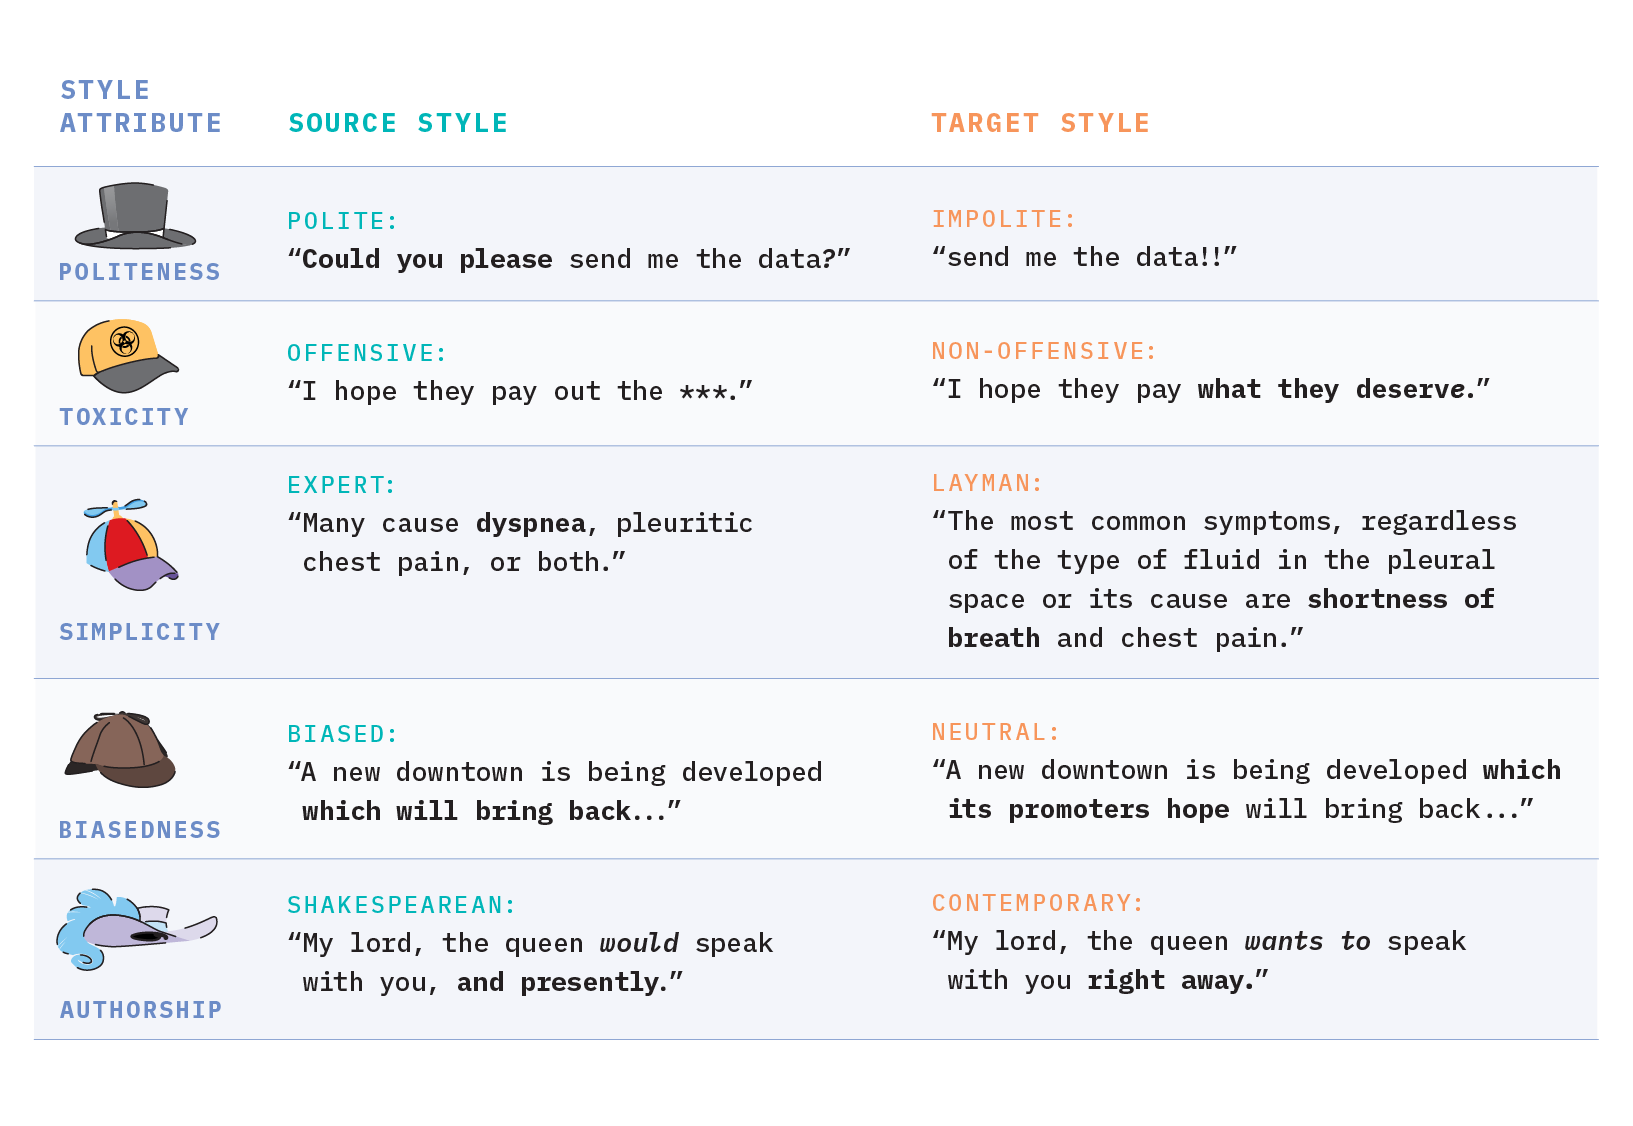 STYLE
ATTRIBUTE
SOURCE STYLE
TARGET STYLE
POLITENESS
POLITE:
“Could you please send me the data?”
IMPOLITE:
“send me the data!!”
TOXICITY
OFFENSIVE:
“I hope they pay out the ***.”
NON-OFFENSIVE:
“I hope they pay what they deserve.”
SIMPLICITY
EXPERT:
“Many cause dyspnea, pleuritic
chest pain, or both.”
LAYMAN:
“The most common symptoms, regardless
of the type of fluid in the pleural
space or its cause are shortness of
breath and chest pain.”
BIASEDNESS
BIASED:
“A new downtown is being developed
which will bring back...”
NEUTRAL:
“A new downtown is being developed which
its promoters hope will bring back...”
AUTHORSHIP
SHAKESPEAREAN:
“My lord, the queen would speak
with you, and presently.”
CONTEMPORARY:
“My lord, the queen wants to speak
with you right away.”